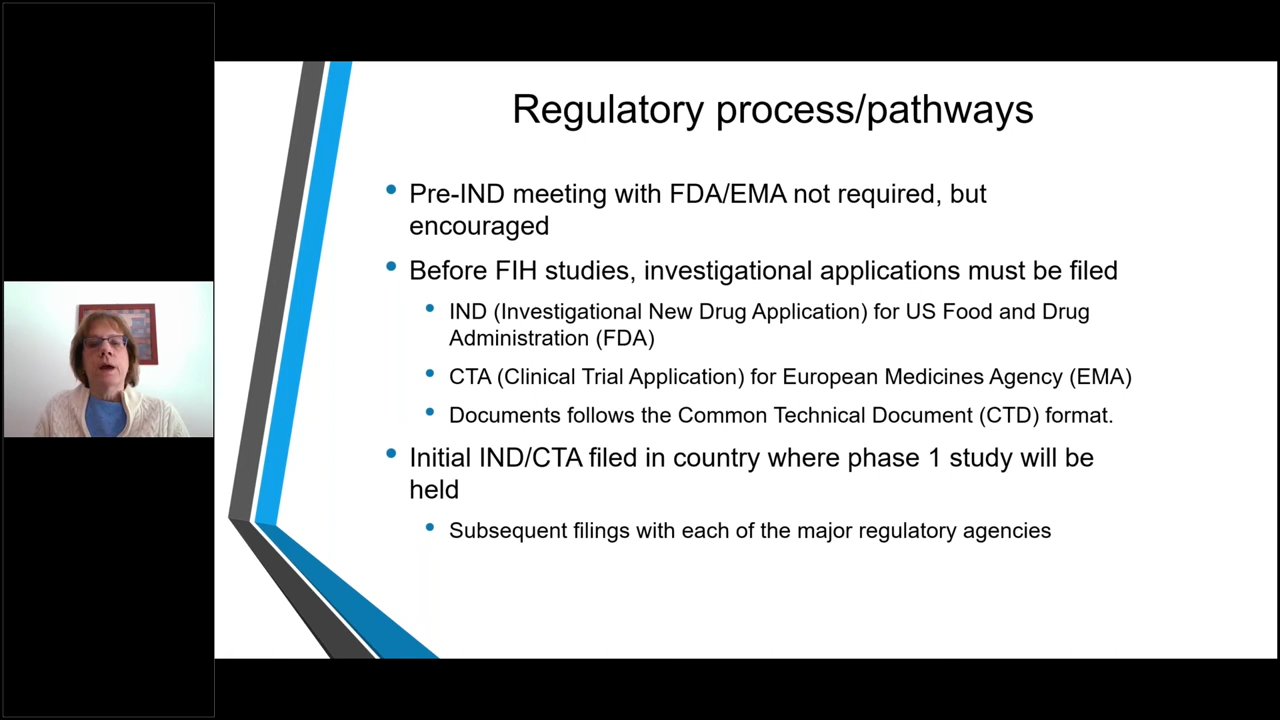 Regulatory process/pathways
Pre-IND meeting with FDA/EMA not required, but
encouraged
Before FIH studies, investigational applications must be filed
IND (Investigational New Drug Application) for US Food and Drug
Administration (FDA)
CTA (Clinical Trial Application) for European Medicines Agency (EMA)
Documents follows the Common Technical Document (CTD) format.
Initial IND/CTA filed in country where phase 1 study will be
held
Subsequent filings with each of the major regulatory agencies